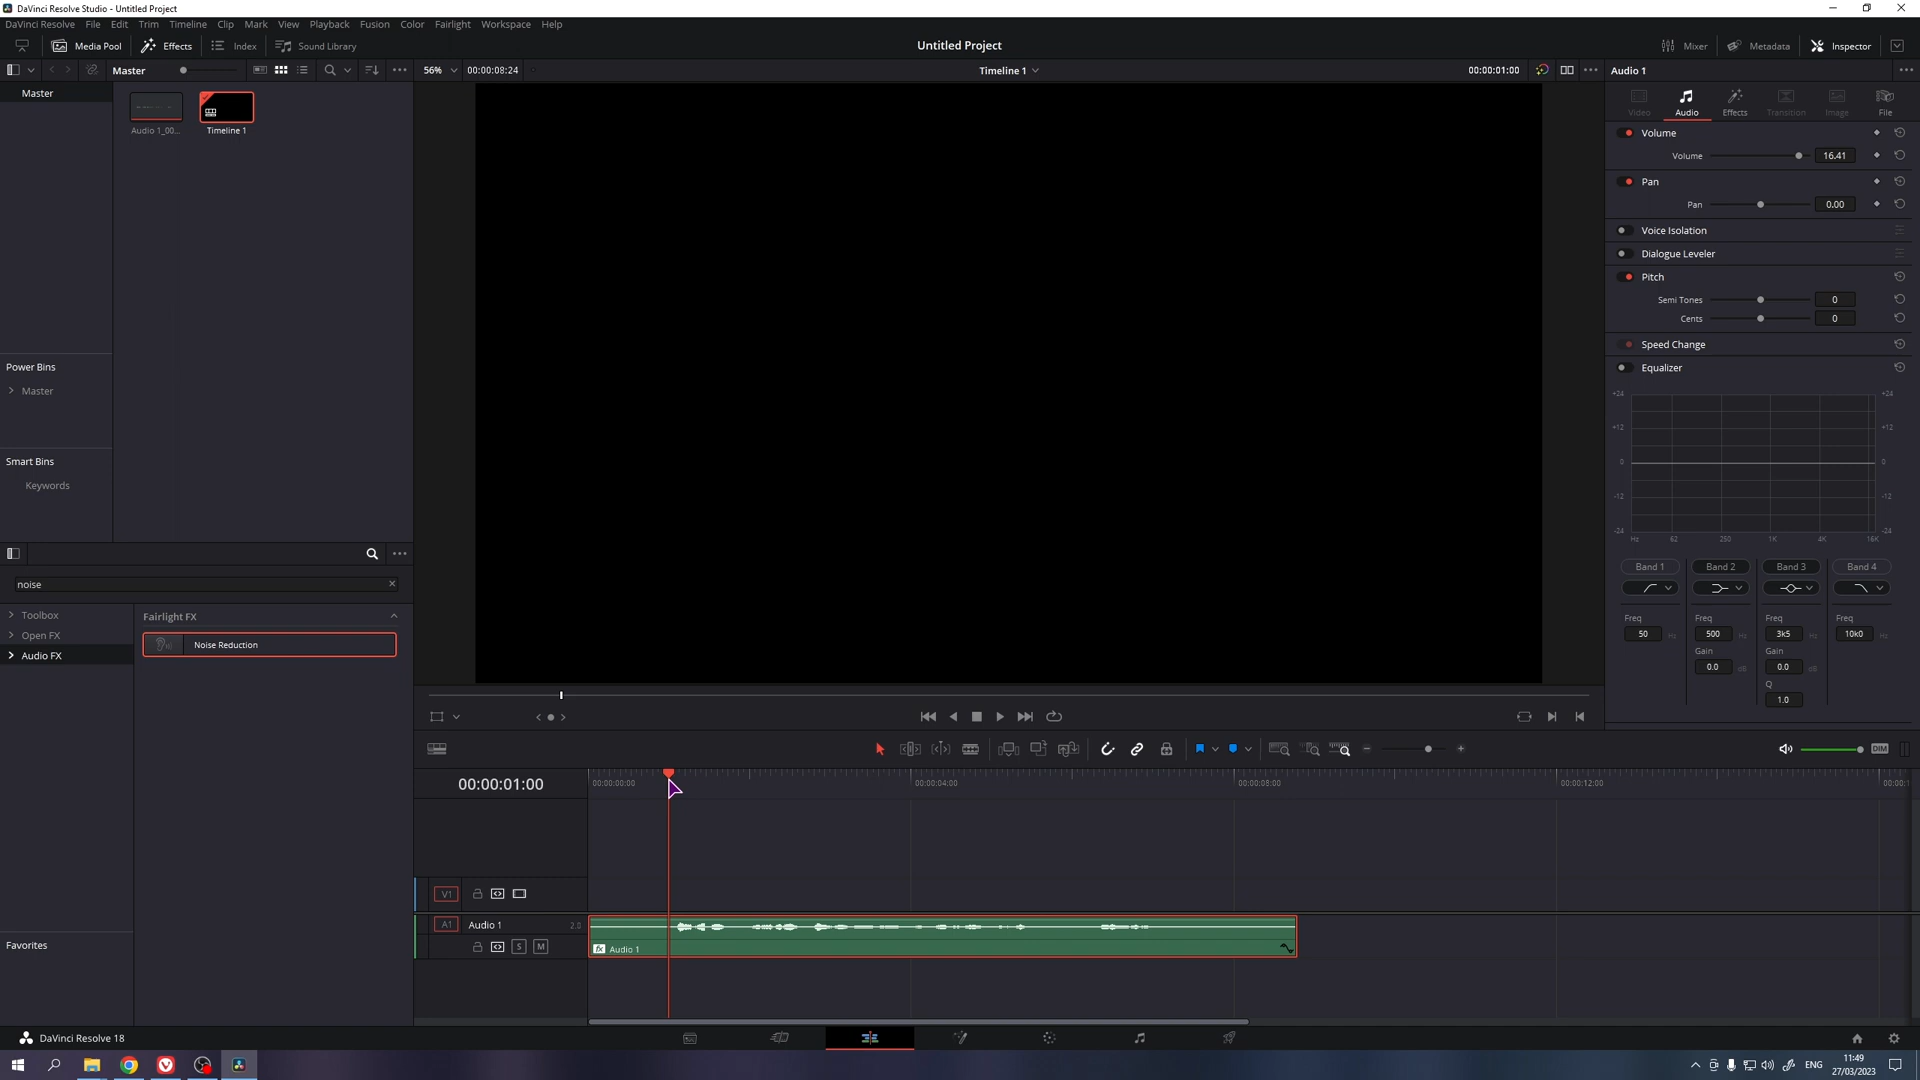 DaVinci Resolve Studio - Untitled Project
DaVinci Resolve File Edit Trim Timeline Clip Mark View Playback Fusion Color Fairlight Workspace Help
Media Pool Effects Index Sound Library Untitled Project Mixer Metadata Inspector
Master 56% 00:00:08:24 Timeline 1 00:00:01:00 Audio 1
Master
Audio 1_00... Timeline 1
Video Audio Effects Transition Image File
Volume
Volume 16.41
Pan
Pan 0.00
Voice Isolation
Dialogue Leveler
Pitch
Semi Tones 0
Cents 0
Speed Change
Equalizer
Power Bins
Master
Smart Bins
Keywords
+24 +24
+12 +12
0 0
-12 -12
-24 -24
Hz 62 250 1K 4K 16K
Band 1 Band 2 Band 3 Band 4
Freq Freq Freq Freq
50 Hz 500 Hz 3k5 Hz 10k0 Hz
Gain Gain
0.0 dB 0.0 dB
Q
1.0
noise
Toolbox
Open FX
Audio FX
Fairlight FX
Noise Reduction
Favorites
DIM
00:00:01:00
00:00:00:00 00:00:04:00 00:00:08:00 00:00:12:00
V1
A1 Audio 1 2.0
S M
fx Audio 1
DaVinci Resolve 18
ENG
11:49
27/03/2023